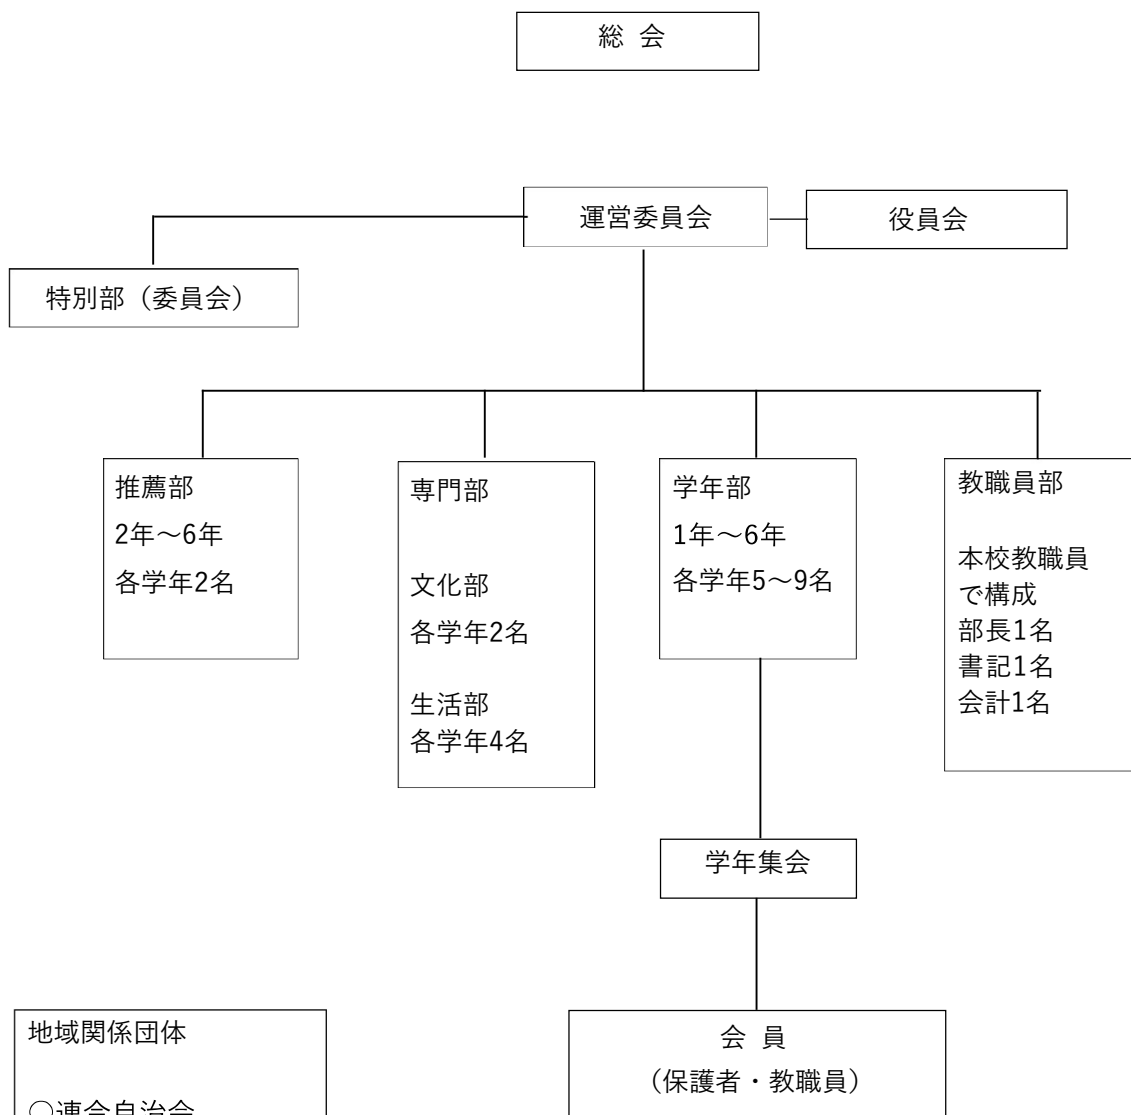 総 会
運営委員会
役員会
特別部（委員会）
推薦部
2年～6年
各学年2名
専門部
文化部
各学年2名
生活部
各学年4名
学年部
1年～6年
各学年5～9名
教職員部
本校教職員
で構成
部長1名
書記1名
会計1名
学年集会
地域関係団体
○連合自治会
会 員
（保護者・教職員）